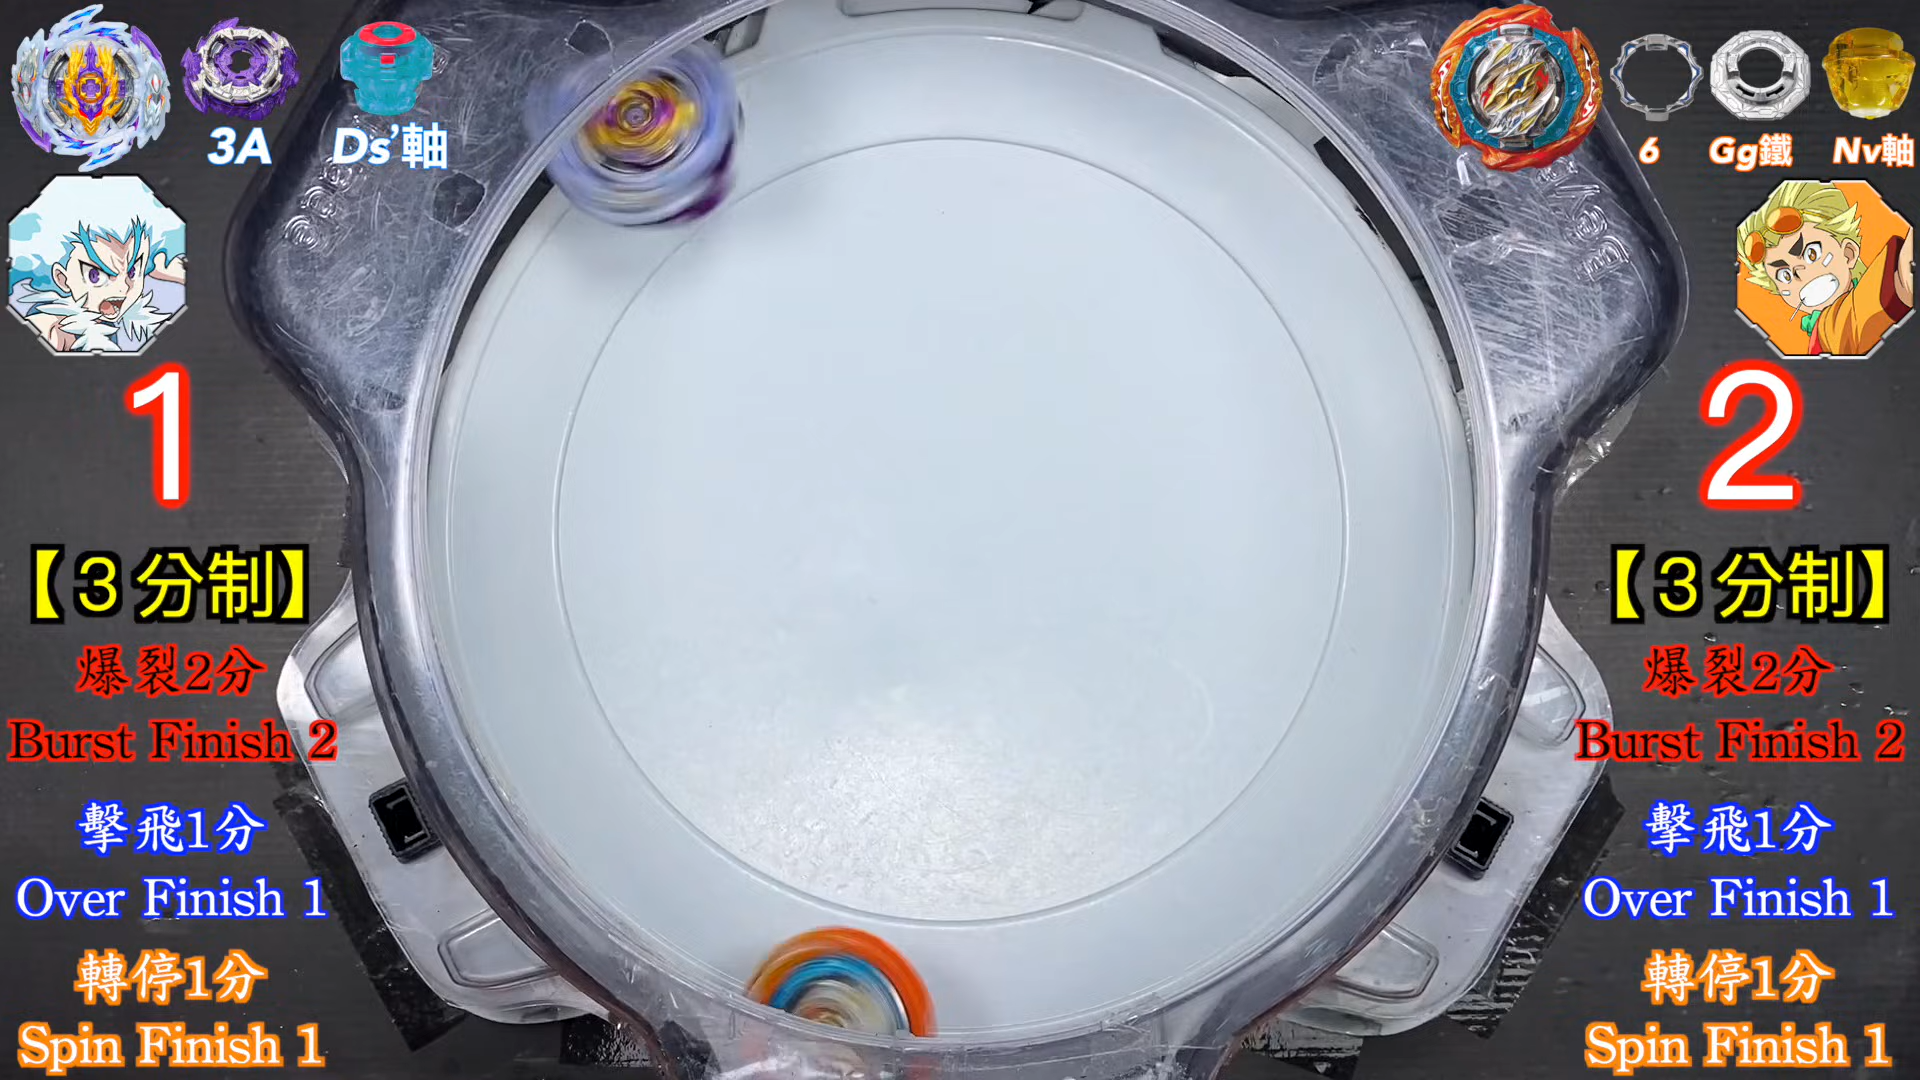 3A
Ds'軸
1
【3分制】
爆裂2分
Burst Finish 2
擊飛1分
Over Finish 1
轉停1分
Spin Finish 1
6
Gg鐵
Nv軸
2
【3分制】
爆裂2分
Burst Finish 2
擊飛1分
Over Finish 1
轉停1分
Spin Finish 1